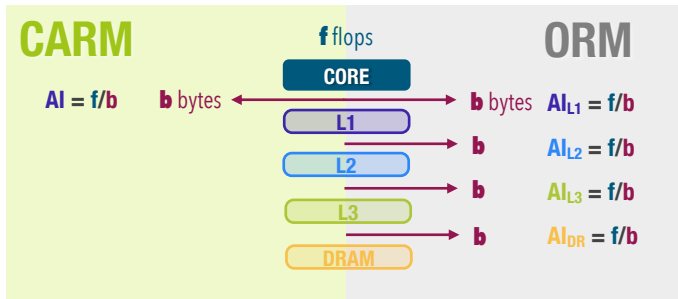 CARM
f flops
ORM
CORE
AI = f/b
b bytes
b bytes
AIL1 = f/b
L1
b
AIL2 = f/b
L2
b
AIL3 = f/b
L3
b
AIDR = f/b
DRAM